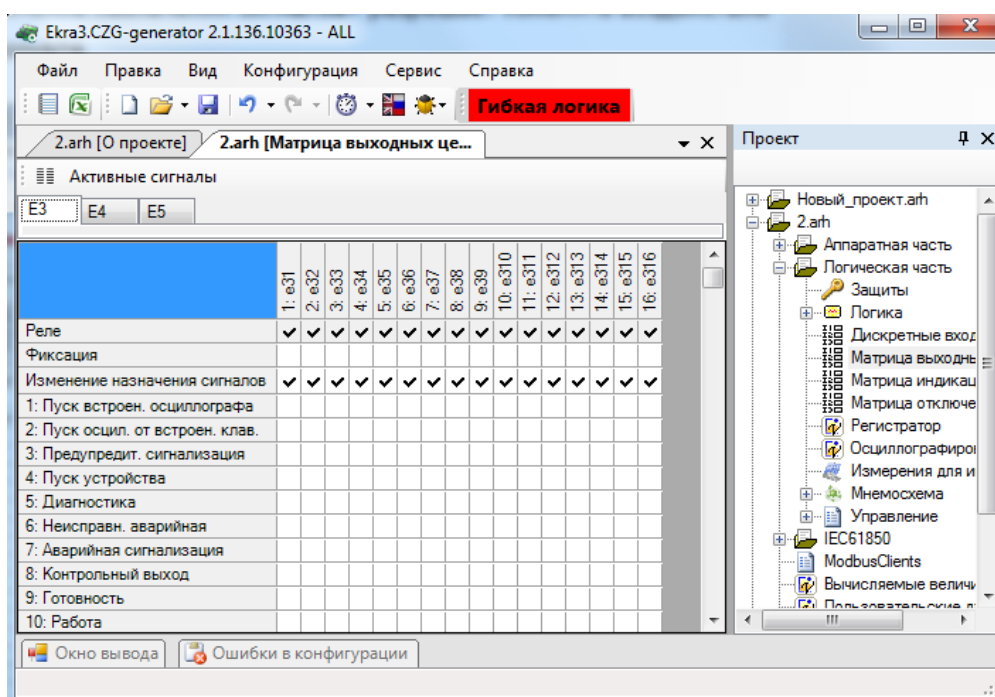 Ekra3.CZG-generator 2.1.136.10363 - ALL
Файл Правка Вид Конфигурация Сервис Справка
Гибкая логика
2.arh [О проекте] 2.arh [Матрица выходных це...
Активные сигналы
E3 E4 E5
1: e31
2: e32
3: e33
4: e34
5: e35
6: e36
7: e37
8: e38
9: e39
10: e310
11: e311
12: e312
13: e313
14: e314
15: e315
16: e316
Реле
Фиксация
Изменение назначения сигналов
1: Пуск встроен. осциллографа
2: Пуск осцил. от встроен. клав.
3: Предупредит. сигнализация
4: Пуск устройства
5: Диагностика
6: Неисправн. аварийная
7: Аварийная сигнализация
8: Контрольный выход
9: Готовность
10: Работа
Проект
Новый_проект.arh
2.arh
Аппаратная часть
Логическая часть
Защиты
Логика
Дискретные вход
Матрица выходнь
Матрица индикац
Матрица отключе
Регистратор
Осциллографиро
Измерения для и
Мнемосхема
Управление
IEC61850
ModbusClients
Вычисляемые величи
Окно вывода Ошибки в конфигурации